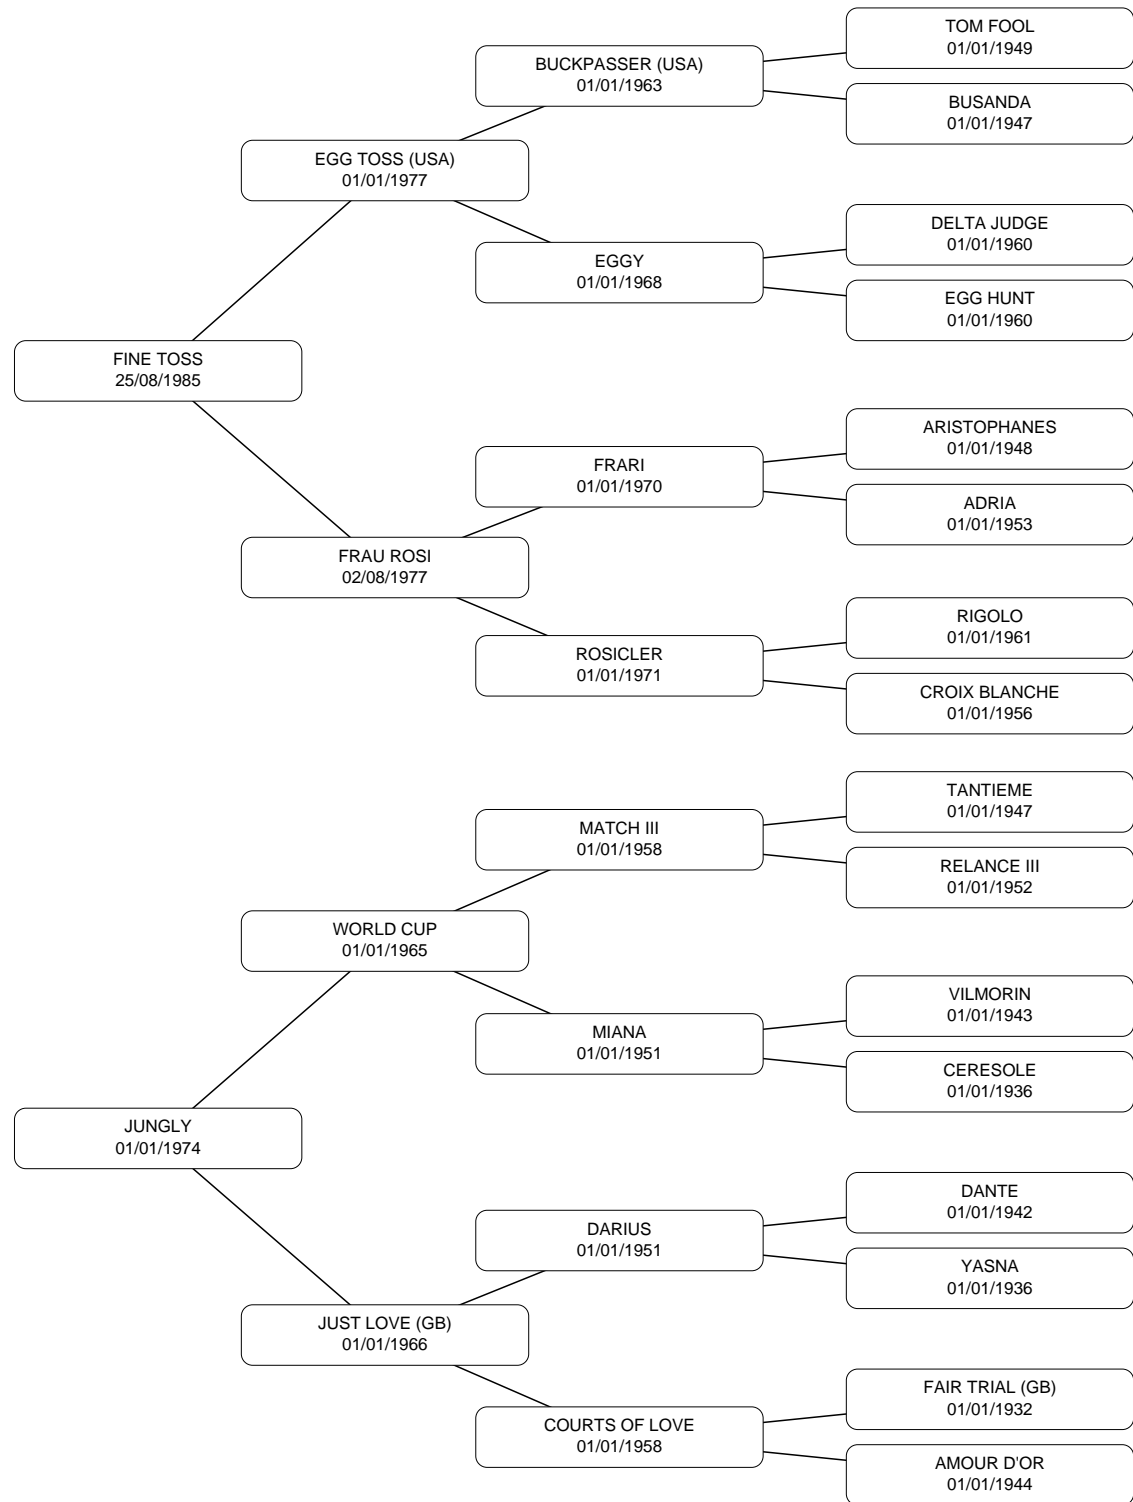 TOM FOOL
01/01/1949
BUCKPASSER (USA)
01/01/1963
BUSANDA
01/01/1947
EGG TOSS (USA)
01/01/1977
DELTA JUDGE
01/01/1960
EGGY
01/01/1968
EGG HUNT
01/01/1960
FINE TOSS
25/08/1985
ARISTOPHANES
01/01/1948
FRARI
01/01/1970
ADRIA
01/01/1953
FRAU ROSI
02/08/1977
RIGOLO
01/01/1961
ROSICLER
01/01/1971
CROIX BLANCHE
01/01/1956
TANTIEME
01/01/1947
MATCH III
01/01/1958
RELANCE III
01/01/1952
WORLD CUP
01/01/1965
VILMORIN
01/01/1943
MIANA
01/01/1951
CERESOLE
01/01/1936
JUNGLY
01/01/1974
DANTE
01/01/1942
DARIUS
01/01/1951
YASNA
01/01/1936
JUST LOVE (GB)
01/01/1966
FAIR TRIAL (GB)
01/01/1932
COURTS OF LOVE
01/01/1958
AMOUR D'OR
01/01/1944